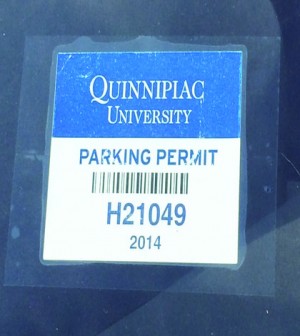 QUINNIPIAC
UNIVERSITY
PARKING PERMIT
H21049
2014